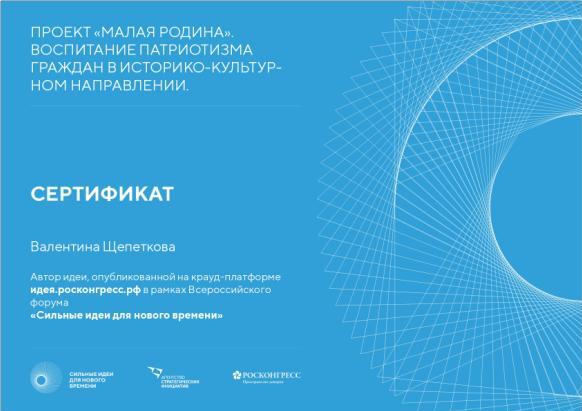 ПРОЕКТ «МАЛАЯ РОДИНА».
ВОСПИТАНИЕ ПАТРИОТИЗМА
ГРАЖДАН В ИСТОРИКО-КУЛЬТУР-
НОМ НАПРАВЛЕНИИ.
СЕРТИФИКАТ
Валентина Щепеткова
Автор идеи, опубликованной на крауд-платформе
идея.росконгресс.рф в рамках Всероссийского
форума
«Сильные идеи для нового времени»
СИЛЬНЫЕ ИДЕИ
ДЛЯ НОВОГО
ВРЕМЕНИ
АГЕНТСТВО
СТРАТЕГИЧЕСКИХ
ИНИЦИАТИВ
РОСКОНГРЕСС
Пространство доверия